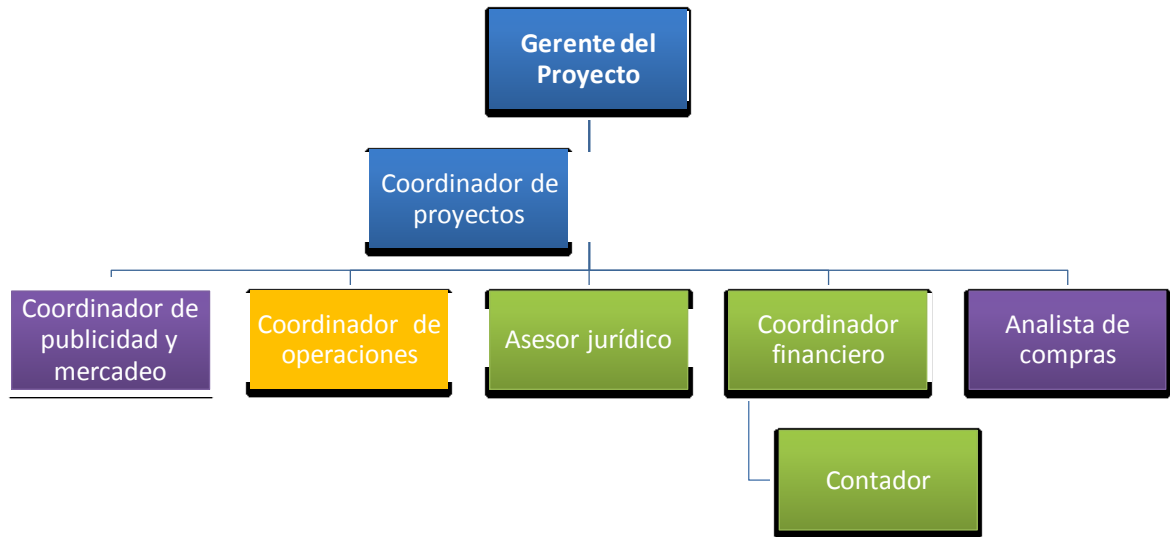 Gerente del
Proyecto
Coordinador de
proyectos
Coordinador de
publicidad y
mercadeo
Coordinador de
operaciones
Asesor jurídico
Coordinador
financiero
Analista de
compras
Contador